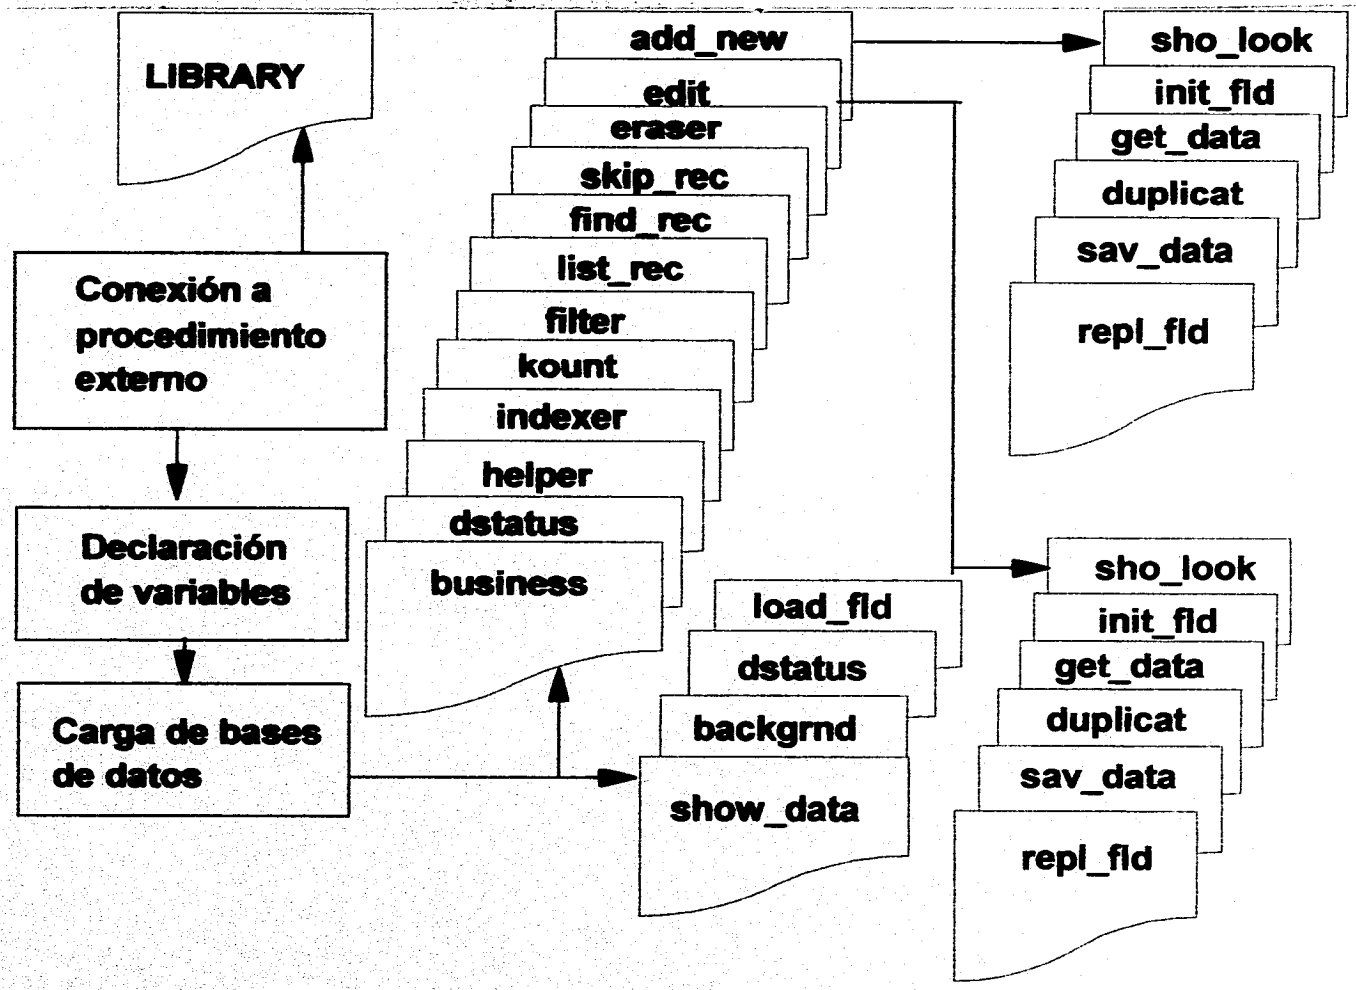 LIBRARY
Conexión a
procedimiento
externo
Declaración
de variables
Carga de bases
de datos
add_new
edit
eraser
skip_rec
find_rec
list_rec
filter
kount
indexer
helper
dstatus
business
load_fld
dstatus
backgrnd
show_data
sho_look
init_fld
get_data
duplicat
sav_data
repl_fld
sho_look
init_fld
get_data
duplicat
sav_data
repl_fld